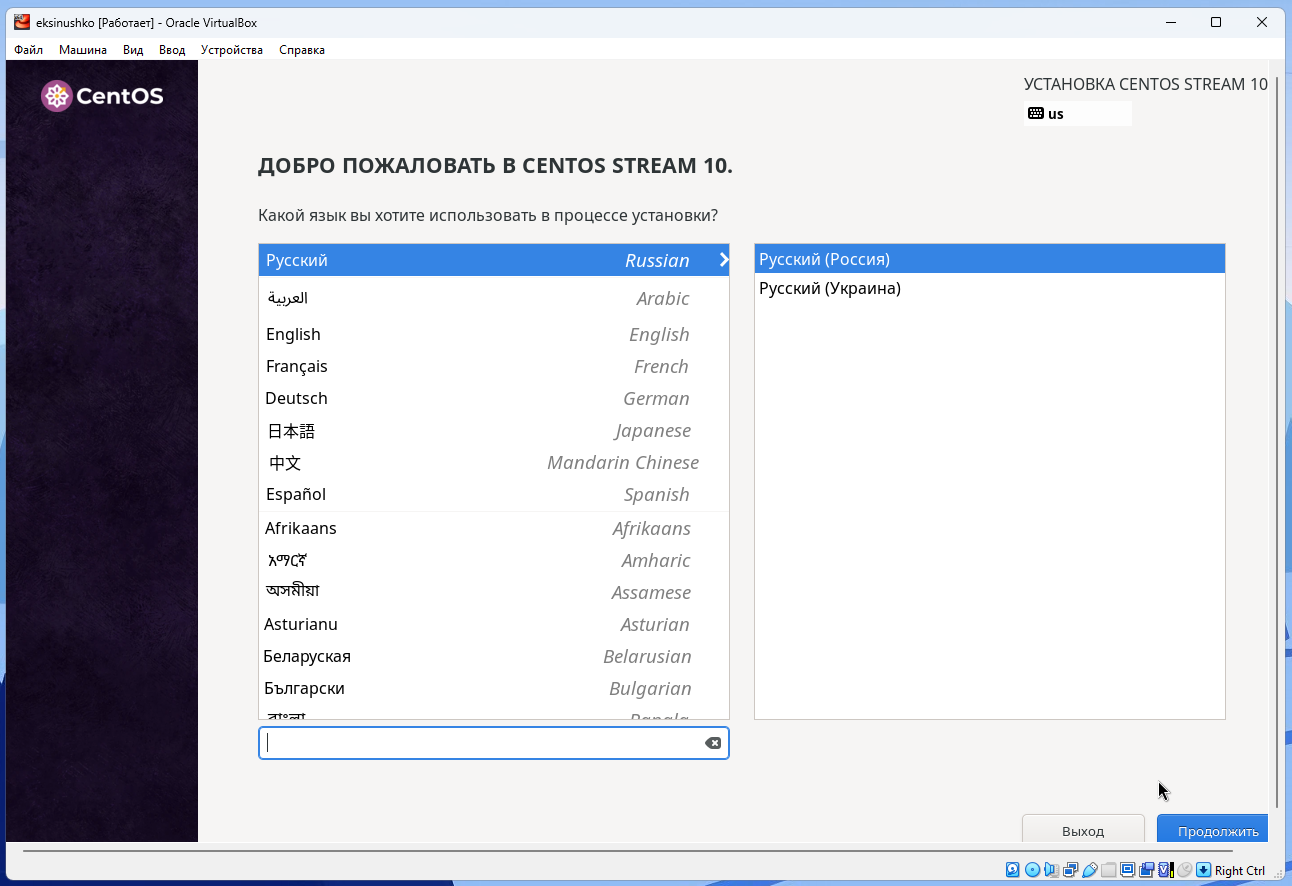 eksinushko [Работает] - Oracle VirtualBox
Файл Машина Вид Ввод Устройства Справка
CentOS
УСТАНОВКА CENTOS STREAM 10
us
ДОБРО ПОЖАЛОВАТЬ В CENTOS STREAM 10.
Какой язык вы хотите использовать в процессе установки?
Русский Russian
العربية Arabic
English English
Français French
Deutsch German
日本語 Japanese
中文 Mandarin Chinese
Español Spanish
Afrikaans Afrikaans
አማርኛ Amharic
অসমীয়া Assamese
Asturianu Asturian
Беларуская Belarusian
Български Bulgarian
বাংলা Bangla
Русский (Россия)
Русский (Украина)
Выход Продолжить
Right Ctrl